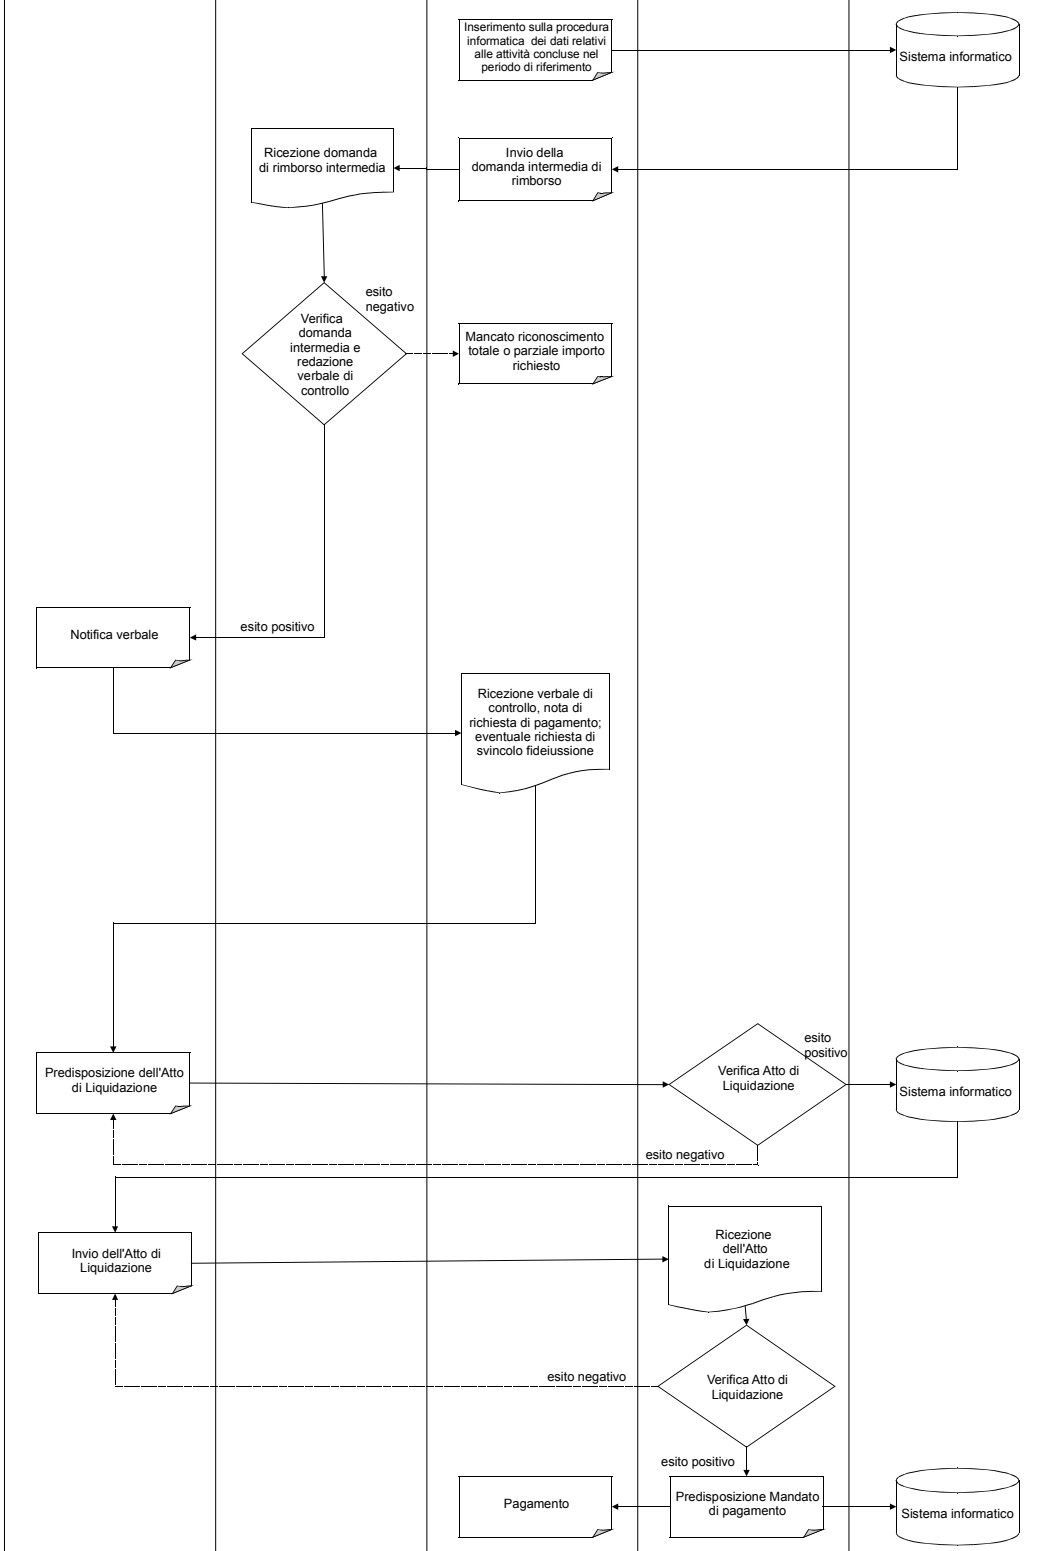 Inserimento sulla procedura
informatica dei dati relativi
alle attività concluse nel
periodo di riferimento
Sistema informatico
Ricezione domanda
di rimborso intermedia
Invio della
domanda intermedia di
rimborso
esito
negativo
Verifica
domanda
intermedia e
redazione
verbale di
controllo
Mancato riconoscimento
totale o parziale importo
richiesto
esito positivo
Notifica verbale
Ricezione verbale di
controllo, nota di
richiesta di pagamento;
eventuale richiesta di
svincolo fideiussione
Predisposizione dell'Atto
di Liquidazione
Verifica Atto di
Liquidazione
esito
positivo
Sistema informatico
esito negativo
Invio dell'Atto di
Liquidazione
Ricezione
dell'Atto
di Liquidazione
esito negativo
Verifica Atto di
Liquidazione
esito positivo
Pagamento
Predisposizione Mandato
di pagamento
Sistema informatico